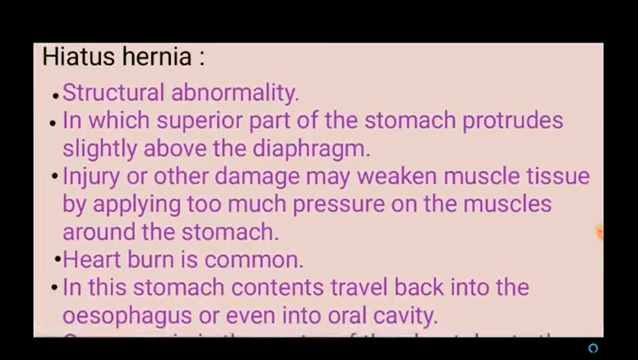 Hiatus hernia :
• Structural abnormality.
• In which superior part of the stomach protrudes
slightly above the diaphragm.
• Injury or other damage may weaken muscle tissue
by applying too much pressure on the muscles
around the stomach.
• Heart burn is common.
• In this stomach contents travel back into the
oesophagus or even into oral cavity.